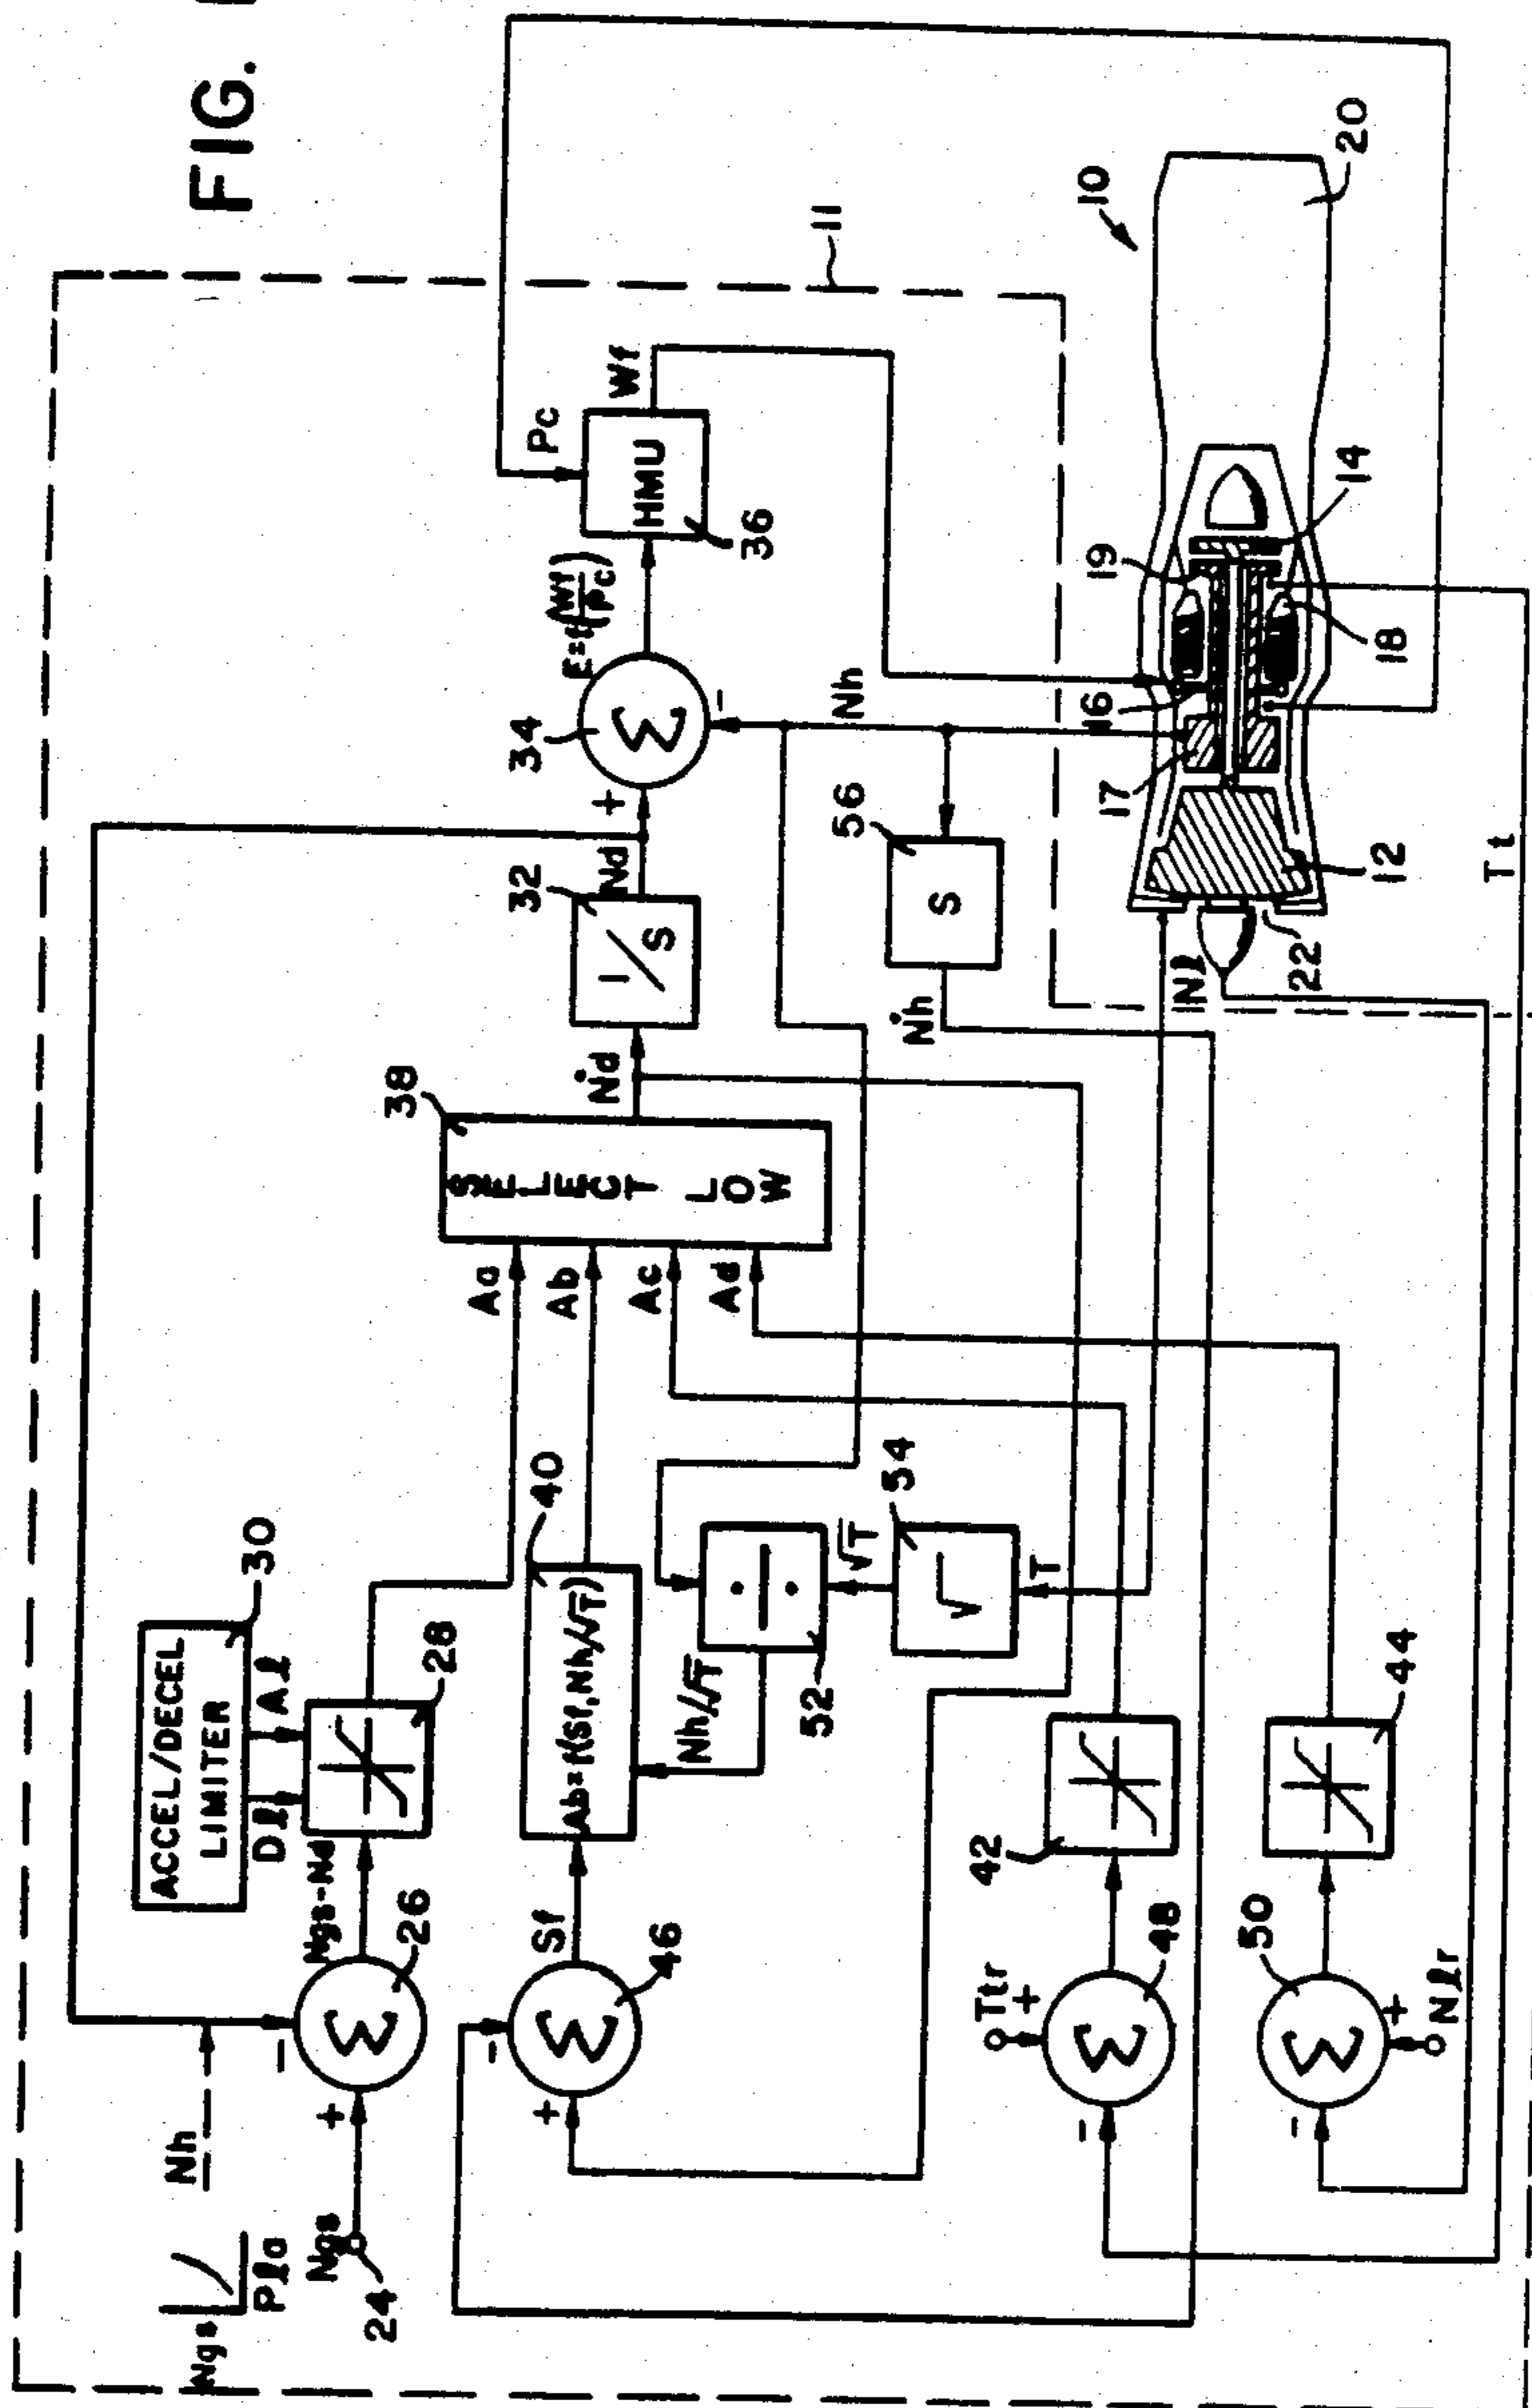 FIG.
11
Ngs
Pla
Nh
Ngs
24
+
-
Σ
26
Ngs-Nd
ACCEL/DECEL
LIMITER
30
Dl
Al
28
Aa
Ab
Ac
Ad
SELECT LOW
38
Ṅd
1/S
32
Nd
+
-
Σ
34
E=f(Wf/Pc)
Pc
HMU
36
Wf
Nh
+
-
Σ
46
Sf
Ab=f(Sf, Nh/√T)
40
Nh/√T
÷
52
√T
√
54
T
S
56
Ṅh
Ttr
+
-
Σ
48
42
50
Σ
+
-
Nlr
44
Nl
22
12
17
16
18
19
14
10
20
Tt